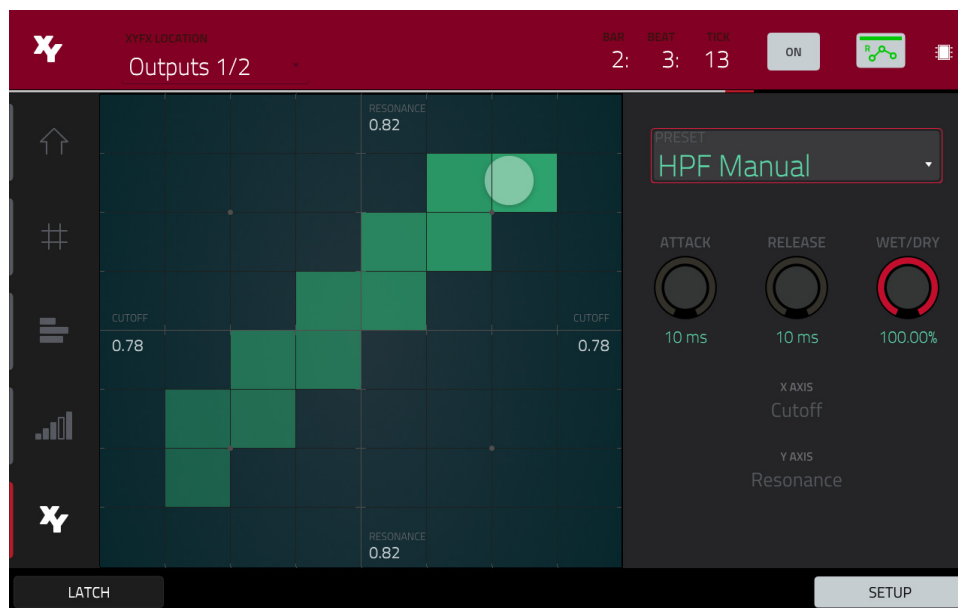 XY
XYFX LOCATION
Outputs 1/2
BAR BEAT TICK
2: 3: 13
ON
R
RESONANCE
0.82
CUTOFF
0.78
CUTOFF
0.78
RESONANCE
0.82
PRESET
HPF Manual
ATTACK RELEASE WET/DRY
10 ms 10 ms 100.00%
X AXIS
Cutoff
Y AXIS
Resonance
XY
LATCH
SETUP